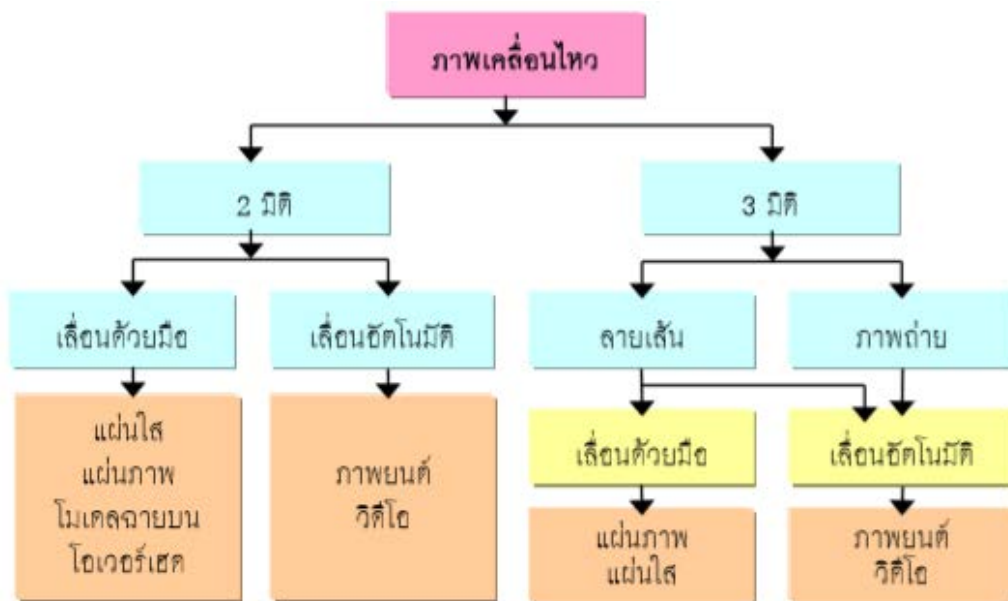 ภาพเคลื่อนไหว
2 มิติ
3 มิติ
เลื่อนด้วยมือ
เลื่อนอัตโนมัติ
ลายเส้น
ภาพถ่าย
แผ่นใส
แผ่นภาพ
โมเดลฉายบน
โอเวอร์เฮด
ภาพยนต์
วิดีโอ
เลื่อนด้วยมือ
เลื่อนอัตโนมัติ
แผ่นภาพ
แผ่นใส
ภาพยนต์
วิดีโอ